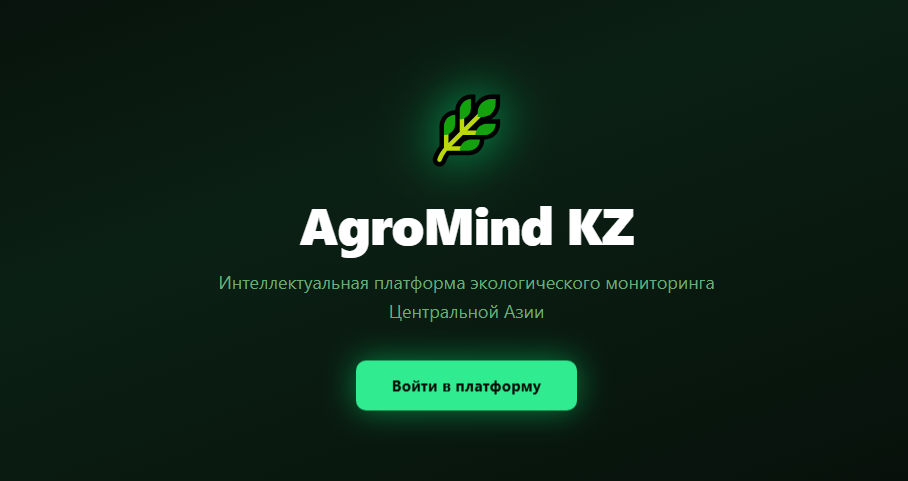 AgroMind KZ
Интеллектуальная платформа экологического мониторинга
Центральной Азии
Войти в платформу